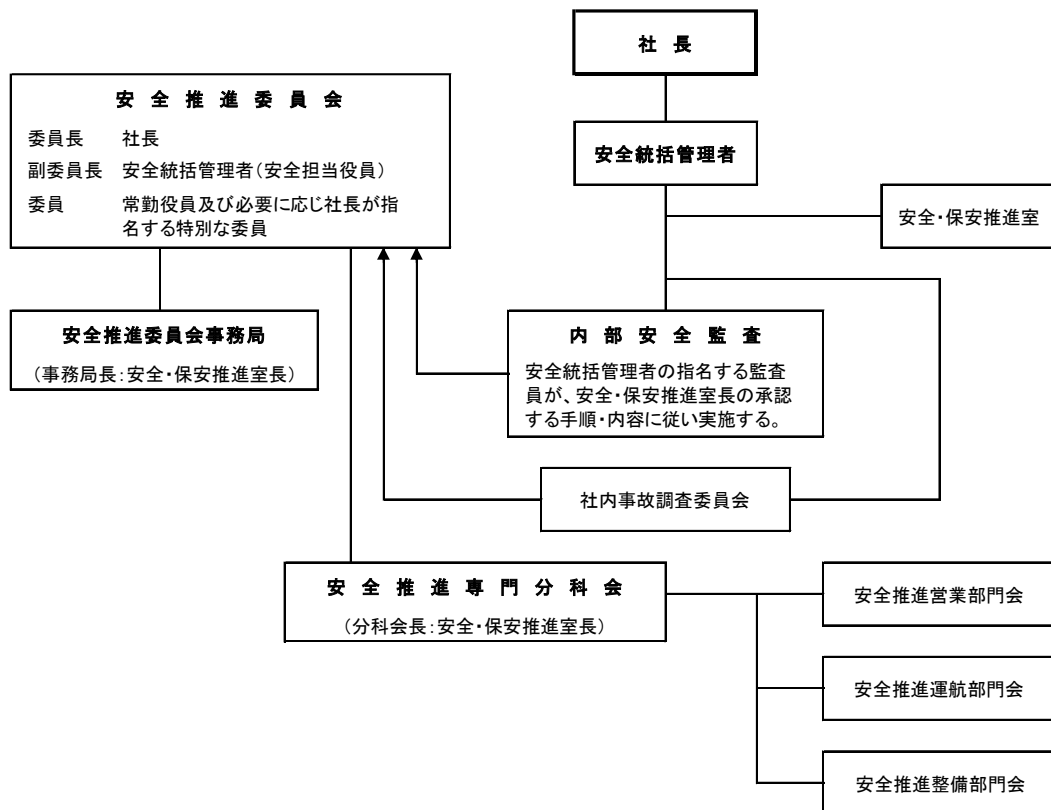 社 長
安 全 推 進 委 員 会
委員長 社長
副委員長 安全統括管理者(安全担当役員)
委員 常勤役員及び必要に応じ社長が指
名する特別な委員
安全統括管理者
安全・保安推進室
安全推進委員会事務局
(事務局長:安全・保安推進室長)
内 部 安 全 監 査
安全統括管理者の指名する監査
員が、安全・保安推進室長の承認
する手順・内容に従い実施する。
社内事故調査委員会
安 全 推 進 専 門 分 科 会
(分科会長:安全・保安推進室長)
安全推進営業部門会
安全推進運航部門会
安全推進整備部門会